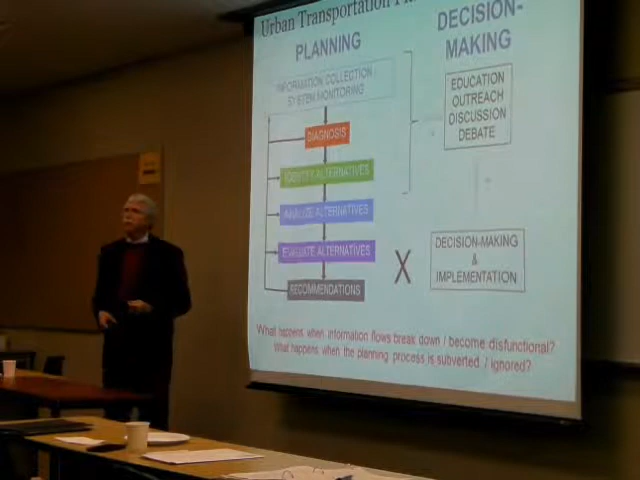 Urban Transportation
PLANNING
INFORMATION COLLECTION
SYSTEM MONITORING
DIAGNOSIS
IDENTIFY ALTERNATIVES
ANALYZE ALTERNATIVES
EVALUATE ALTERNATIVES
RECOMMENDATIONS
DECISION-
MAKING
EDUCATION
OUTREACH
DISCUSSION
DEBATE
X
DECISION-MAKING
&
IMPLEMENTATION
What happens when information flows break down / become disfunctional?
What happens when the planning process is subverted / ignored?